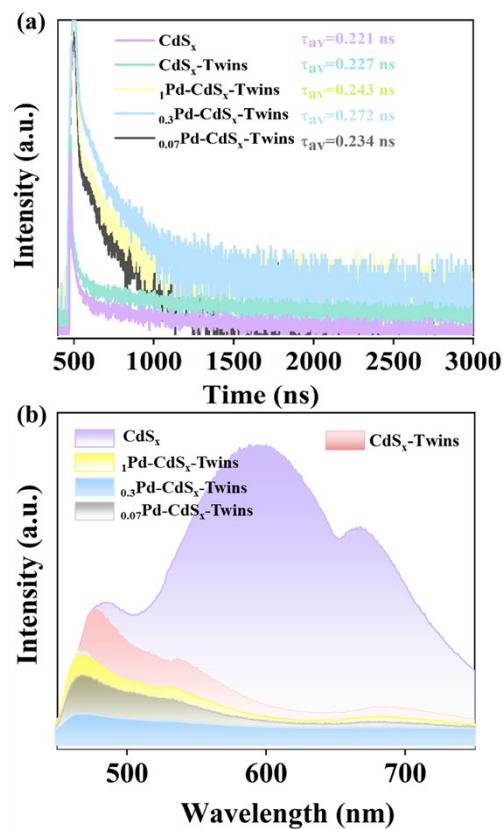 (a)
CdSₓ τav=0.221 ns
CdSₓ-Twins τav=0.227 ns
₁Pd-CdSₓ-Twins τav=0.243 ns
₀.₃Pd-CdSₓ-Twins τav=0.272 ns
₀.₀₇Pd-CdSₓ-Twins τav=0.234 ns
Intensity (a.u.)
500 1000 1500 2000 2500 3000
Time (ns)
(b)
CdSₓ CdSₓ-Twins
₁Pd-CdSₓ-Twins
₀.₃Pd-CdSₓ-Twins
₀.₀₇Pd-CdSₓ-Twins
Intensity (a.u.)
500 600 700
Wavelength (nm)